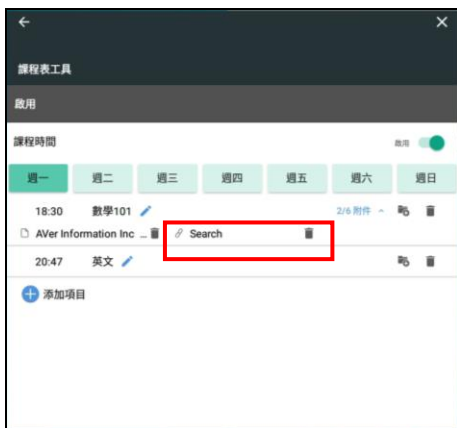 課程表工具
啟用
課程時間 啟用
週一 週二 週三 週四 週五 週六 週日
18:30 數學101 2/6 附件
AVer Information Inc ... Search
20:47 英文
添加項目